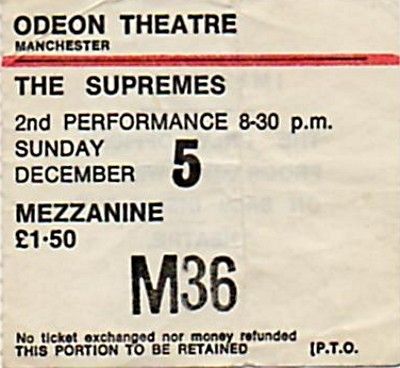 ODEON THEATRE
MANCHESTER
THE SUPREMES
2nd PERFORMANCE 8-30 p.m.
SUNDAY
DECEMBER 5
MEZZANINE
£1·50
M36
No ticket exchanged nor money refunded
THIS PORTION TO BE RETAINED [P.T.O.